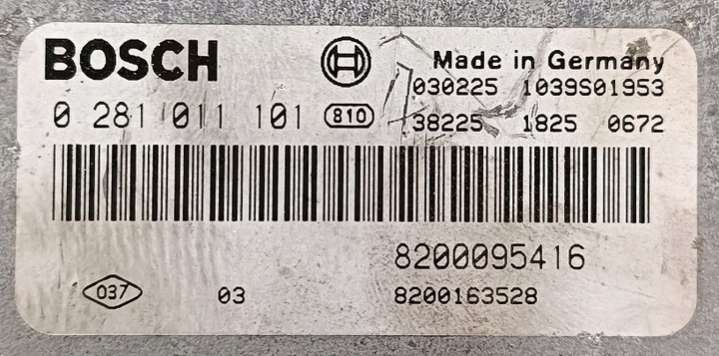 BOSCH
Made in Germany
030225 1039S01953
0 281 011 101 810
38225 1825 0672
8200095416
037 03 8200163528